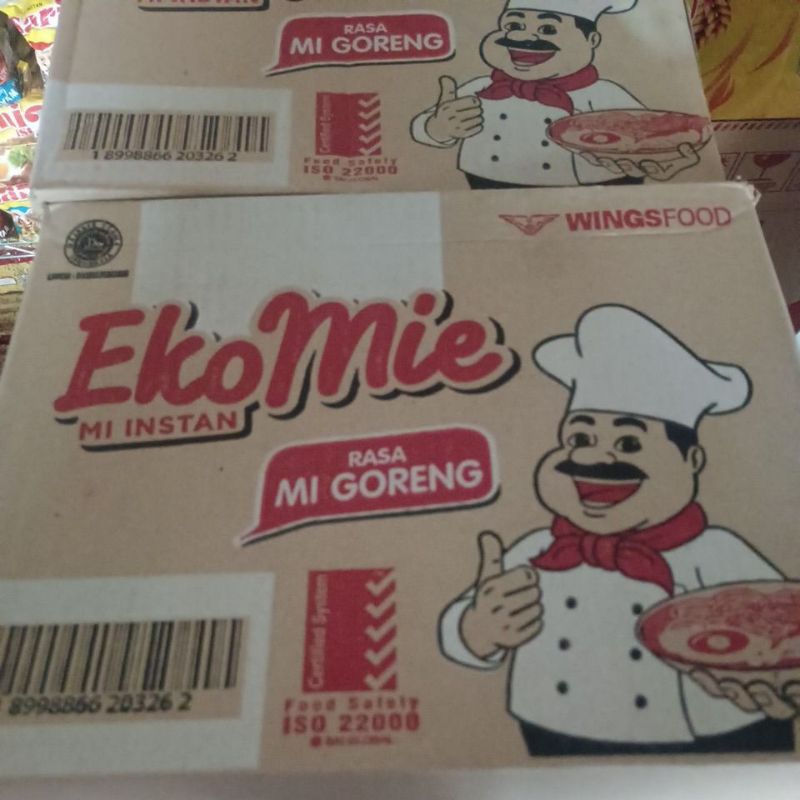 RASA
MI GORENG
Certified System
1 8998866 20326 2
Food Safety
ISO 22000
WINGSFOOD
EkoMie
MI INSTAN
RASA
MI GORENG
Certified System
8998866 20326 2
Food Safety
ISO 22000